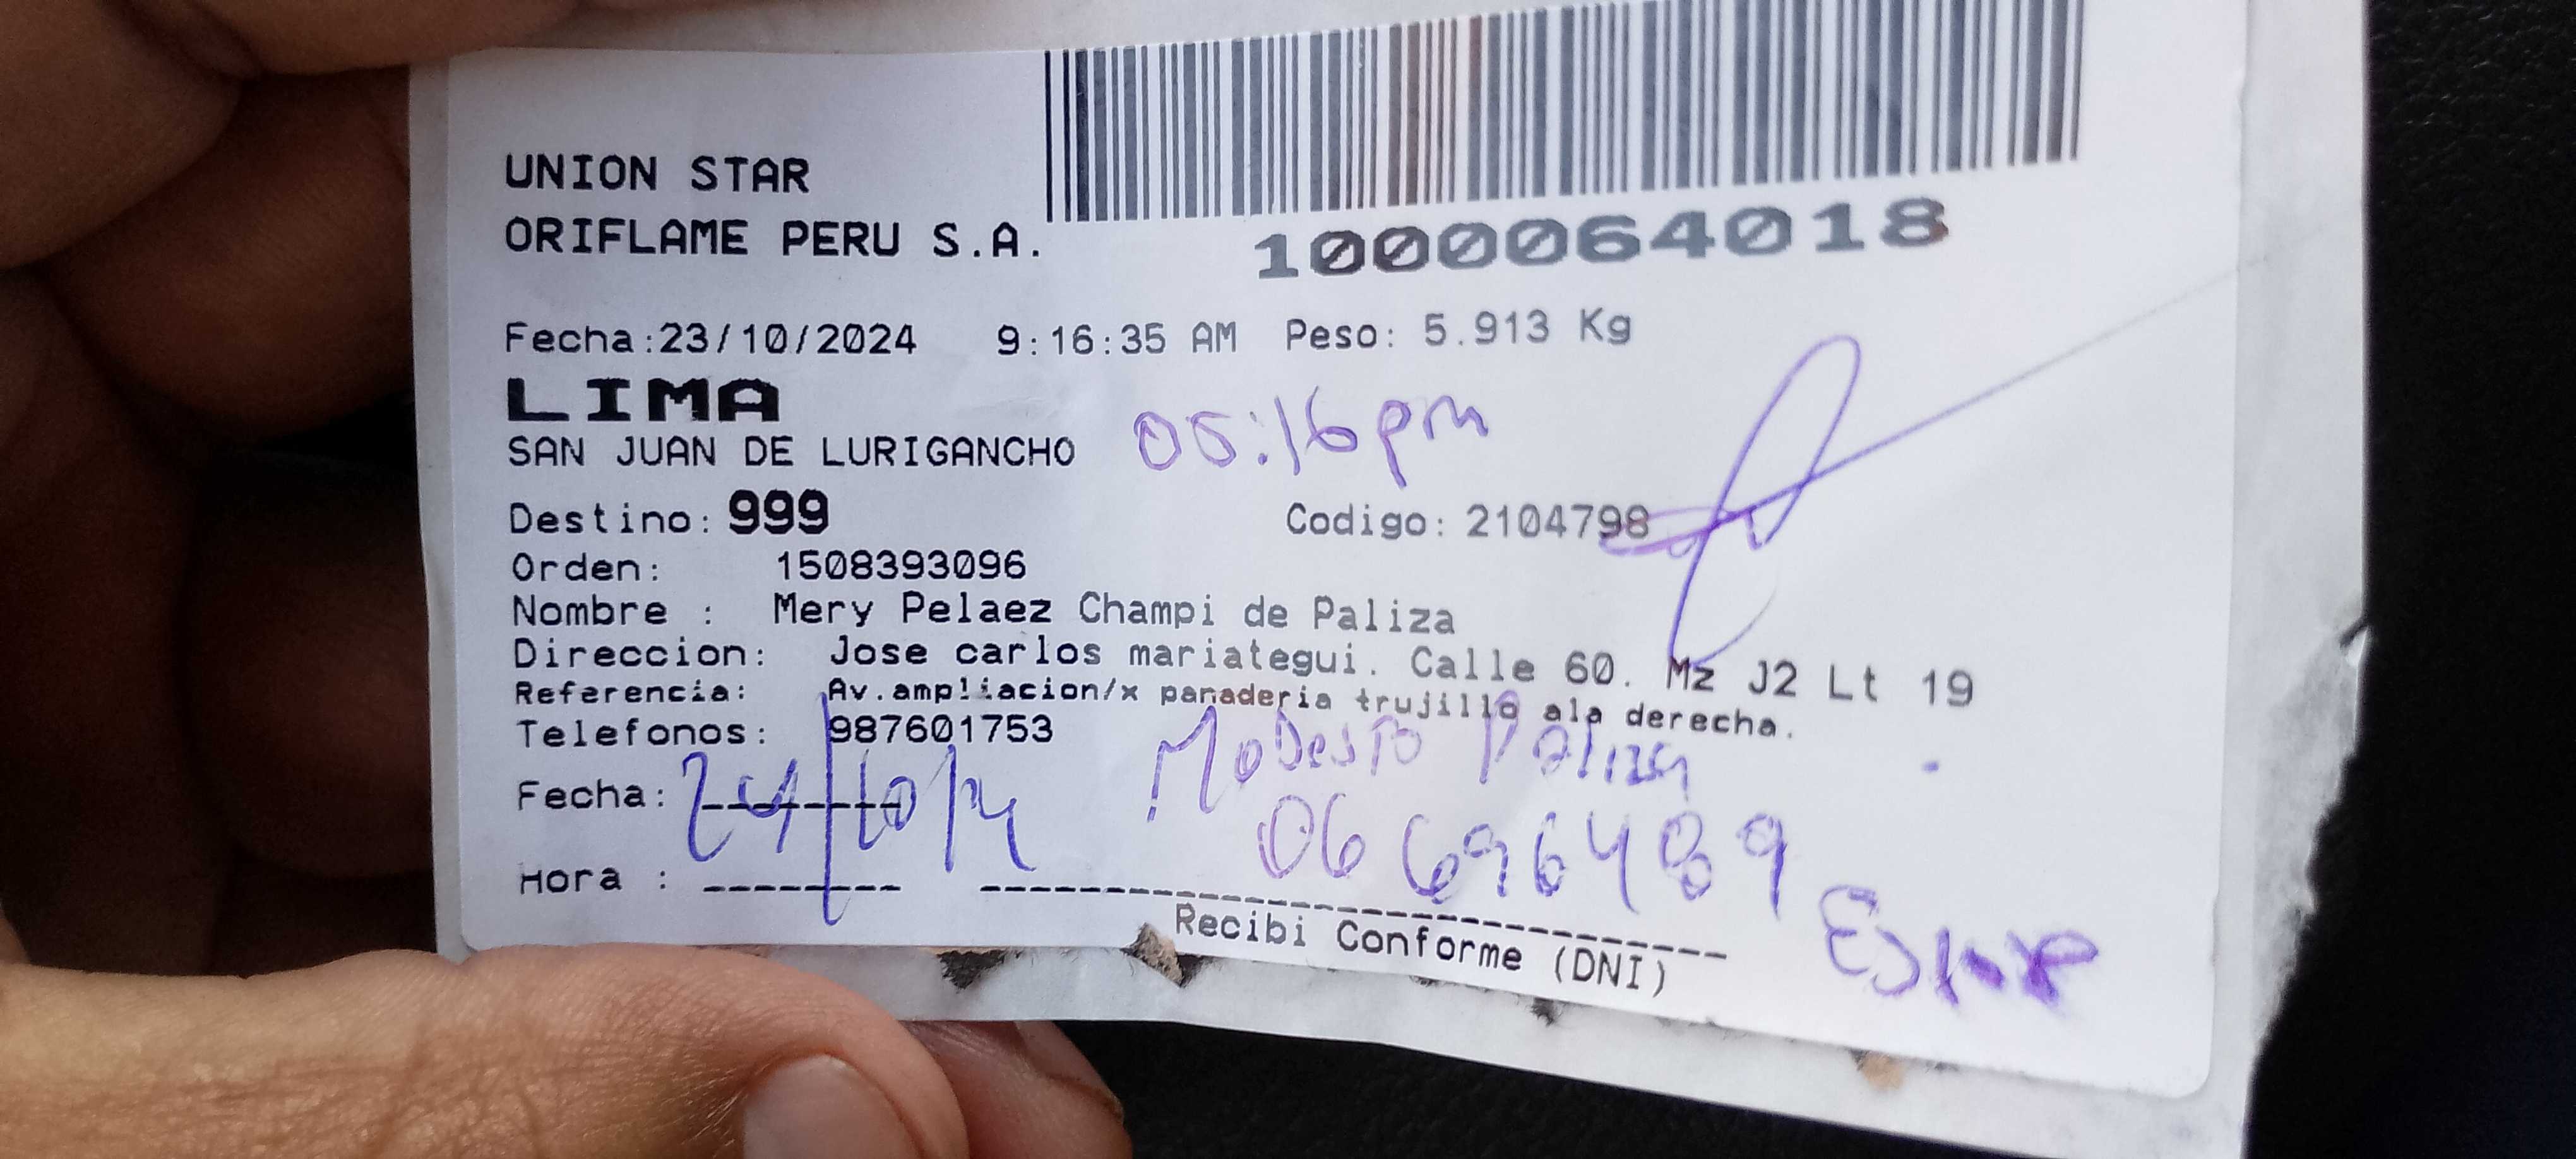 UNION STAR
ORIFLAME PERU S.A.
1000064018
Fecha:23/10/2024 9:16:35 AM Peso: 5.913 Kg
LIMA
SAN JUAN DE LURIGANCHO 05:16pm
Destino: 999 Codigo: 2104798
Orden: 1508393096
Nombre : Mery Pelaez Champi de Paliza
Direccion: Jose carlos mariategui. Calle 60. Mz J2 Lt 19
Referencia: Av.ampliacion/x panaderia trujillo ala derecha.
Telefonos: 987601753
Modesto Paliza
Fecha: 24/10/24
06696489
Hora :
Recibi Conforme (DNI)